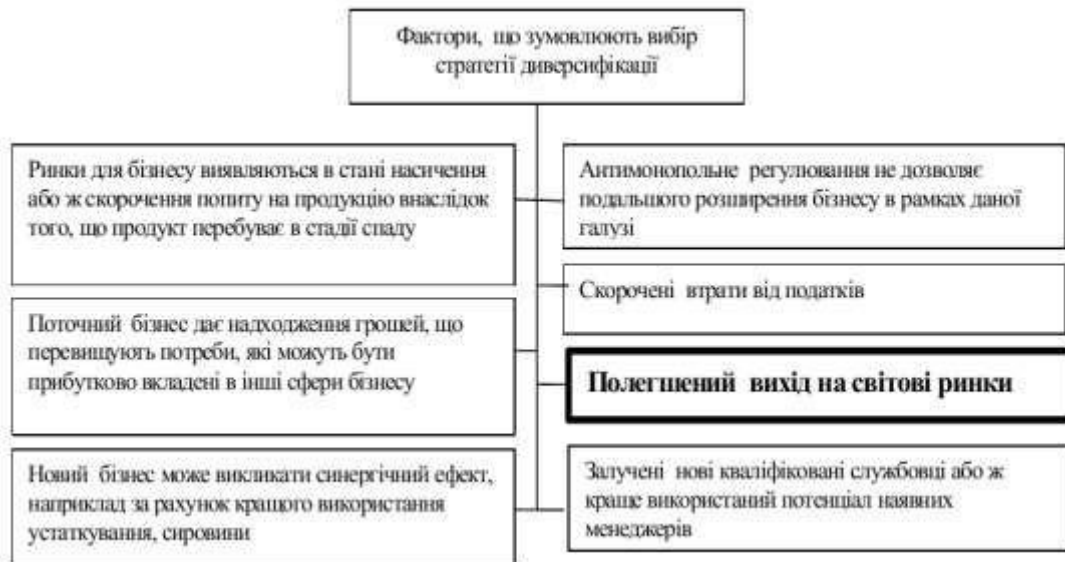 Фактори, що зумовлюють вибір
стратегії диверсифікації
Ринки для бізнесу виявляються в стані насичення
або ж скорочення попиту на продукцію внаслідок
того, що продукт перебуває в стадії спаду
Поточний бізнес дає надходження грошей, що
перевищують потреби, які можуть бути
прибутково вкладені в інші сфери бізнесу
Новий бізнес може викликати синергічний ефект,
наприклад за рахунок кращого використання
устаткування, сировини
Антимонопольне регулювання не дозволяє
подальшого розширення бізнесу в рамках даної
галузі
Скорочені втрати від податків
Полегшений вихід на світові ринки
Залучені нові кваліфіковані службовці або ж
краще використаний потенціал наявних
менеджерів